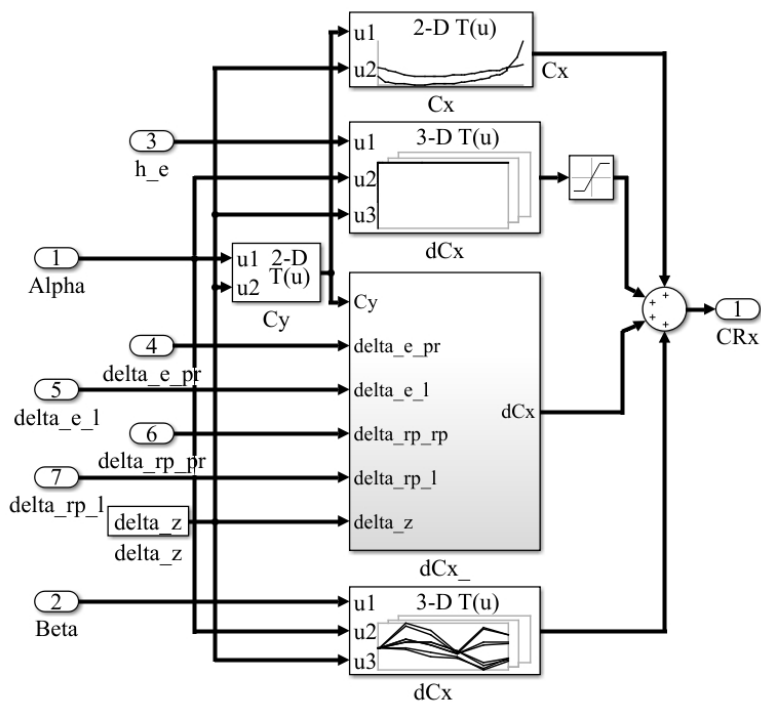 u1 2-D T(u)
u2
Cx
Cx
3
h_e
u1 3-D T(u)
u2
u3
dCx
1
Alpha
u1 2-D
T(u)
u2
Cy
Cy
4
delta_e_pr
delta_e_pr
5
delta_e_l
delta_e_l
6
delta_rp_pr
delta_rp_rp
7
delta_rp_l
delta_rp_l
delta_z
delta_z
delta_z
dCx
dCx_
+
+
+
+
1
CRx
2
Beta
u1 3-D T(u)
u2
u3
dCx